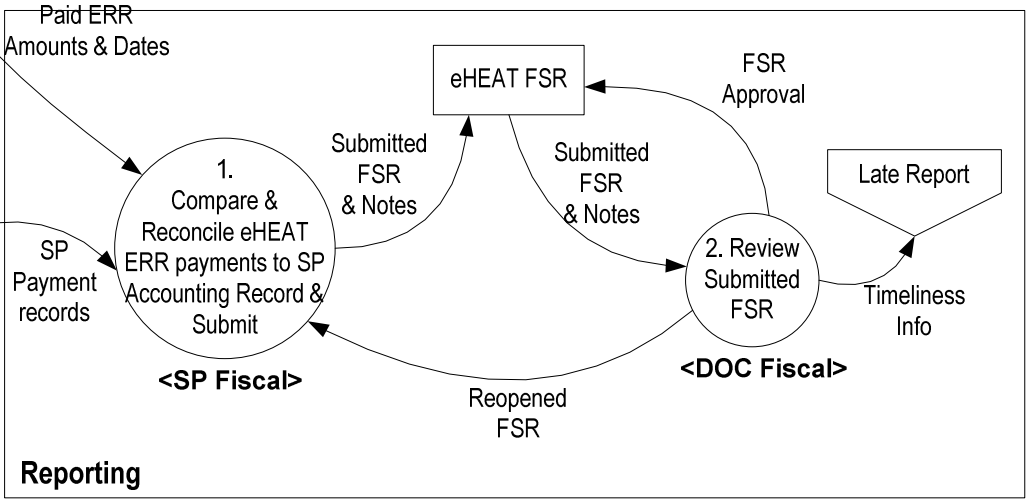 Paid ERR
Amounts & Dates
eHEAT FSR
FSR
Approval
Submitted
FSR
& Notes
Submitted
FSR
& Notes
1.
Compare &
Reconcile eHEAT
ERR payments to SP
Accounting Record &
Submit
Late Report
SP
Payment
records
2. Review
Submitted
FSR
Timeliness
Info
<SP Fiscal>
<DOC Fiscal>
Reopened
FSR
Reporting